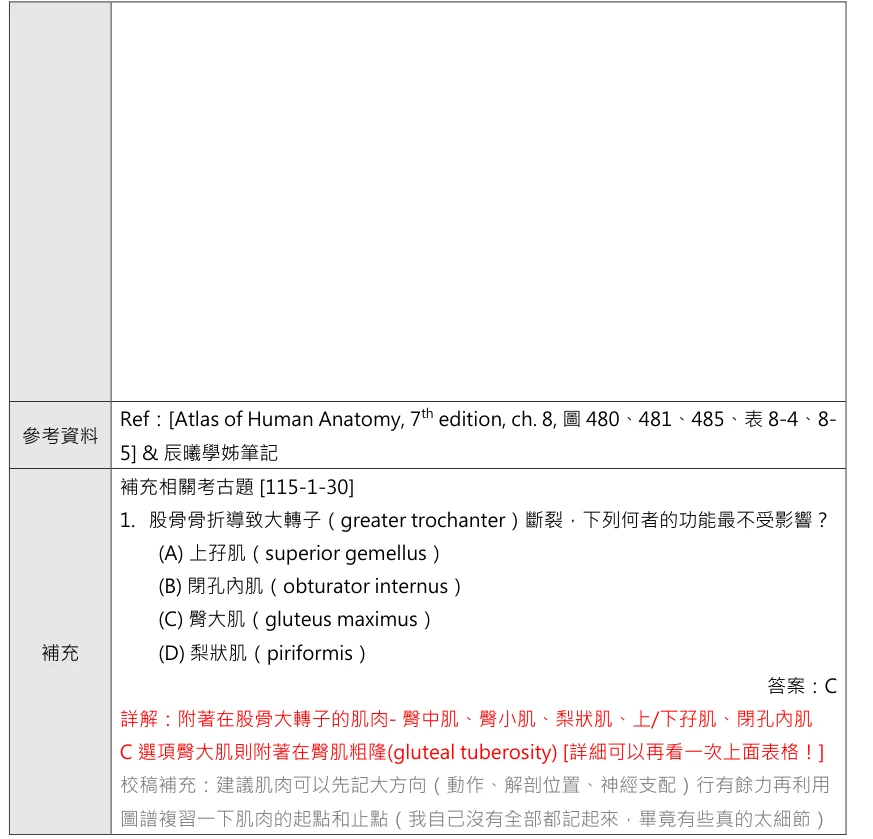 參考資料
Ref：[Atlas of Human Anatomy, 7th edition, ch. 8, 圖 480、481、485、表 8-4、8-
5] & 辰曦學姊筆記
補充
補充相關考古題 [115-1-30]
1. 股骨骨折導致大轉子（greater trochanter）斷裂，下列何者的功能最不受影響？
(A) 上孖肌（superior gemellus）
(B) 閉孔內肌（obturator internus）
(C) 臀大肌（gluteus maximus）
(D) 梨狀肌（piriformis）
答案：C
詳解：附著在股骨大轉子的肌肉- 臀中肌、臀小肌、梨狀肌、上/下孖肌、閉孔內肌
C 選項臀大肌則附著在臀肌粗隆(gluteal tuberosity) [詳細可以再看一次上面表格！]
校稿補充：建議肌肉可以先記大方向（動作、解剖位置、神經支配）行有餘力再利用
圖譜複習一下肌肉的起點和止點（我自己沒有全部都記起來，畢竟有些真的太細節）